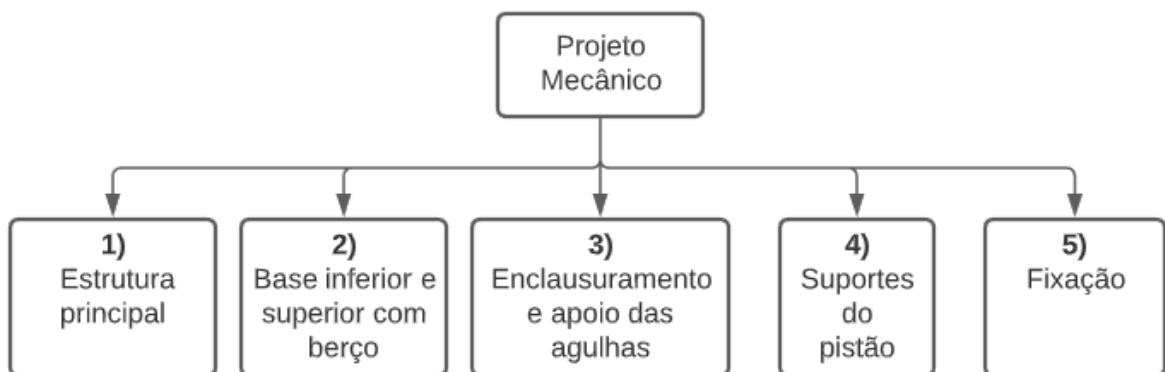 Projeto
Mecânico
1)
Estrutura
principal
2)
Base inferior e
superior com
berço
3)
Enclausuramento
e apoio das
agulhas
4)
Suportes
do
pistão
5)
Fixação